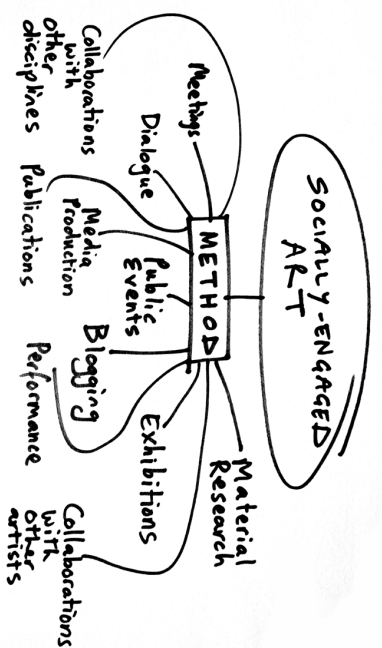 SOCIALLY-ENGAGED
ART
METHOD
Meetings
Dialogue
Collaborations
with
other
disciplines
Publications
Media
Production
Public
Events
Blogging
Performance
Exhibitions
Material
Research
Collaborations
with
other
artists